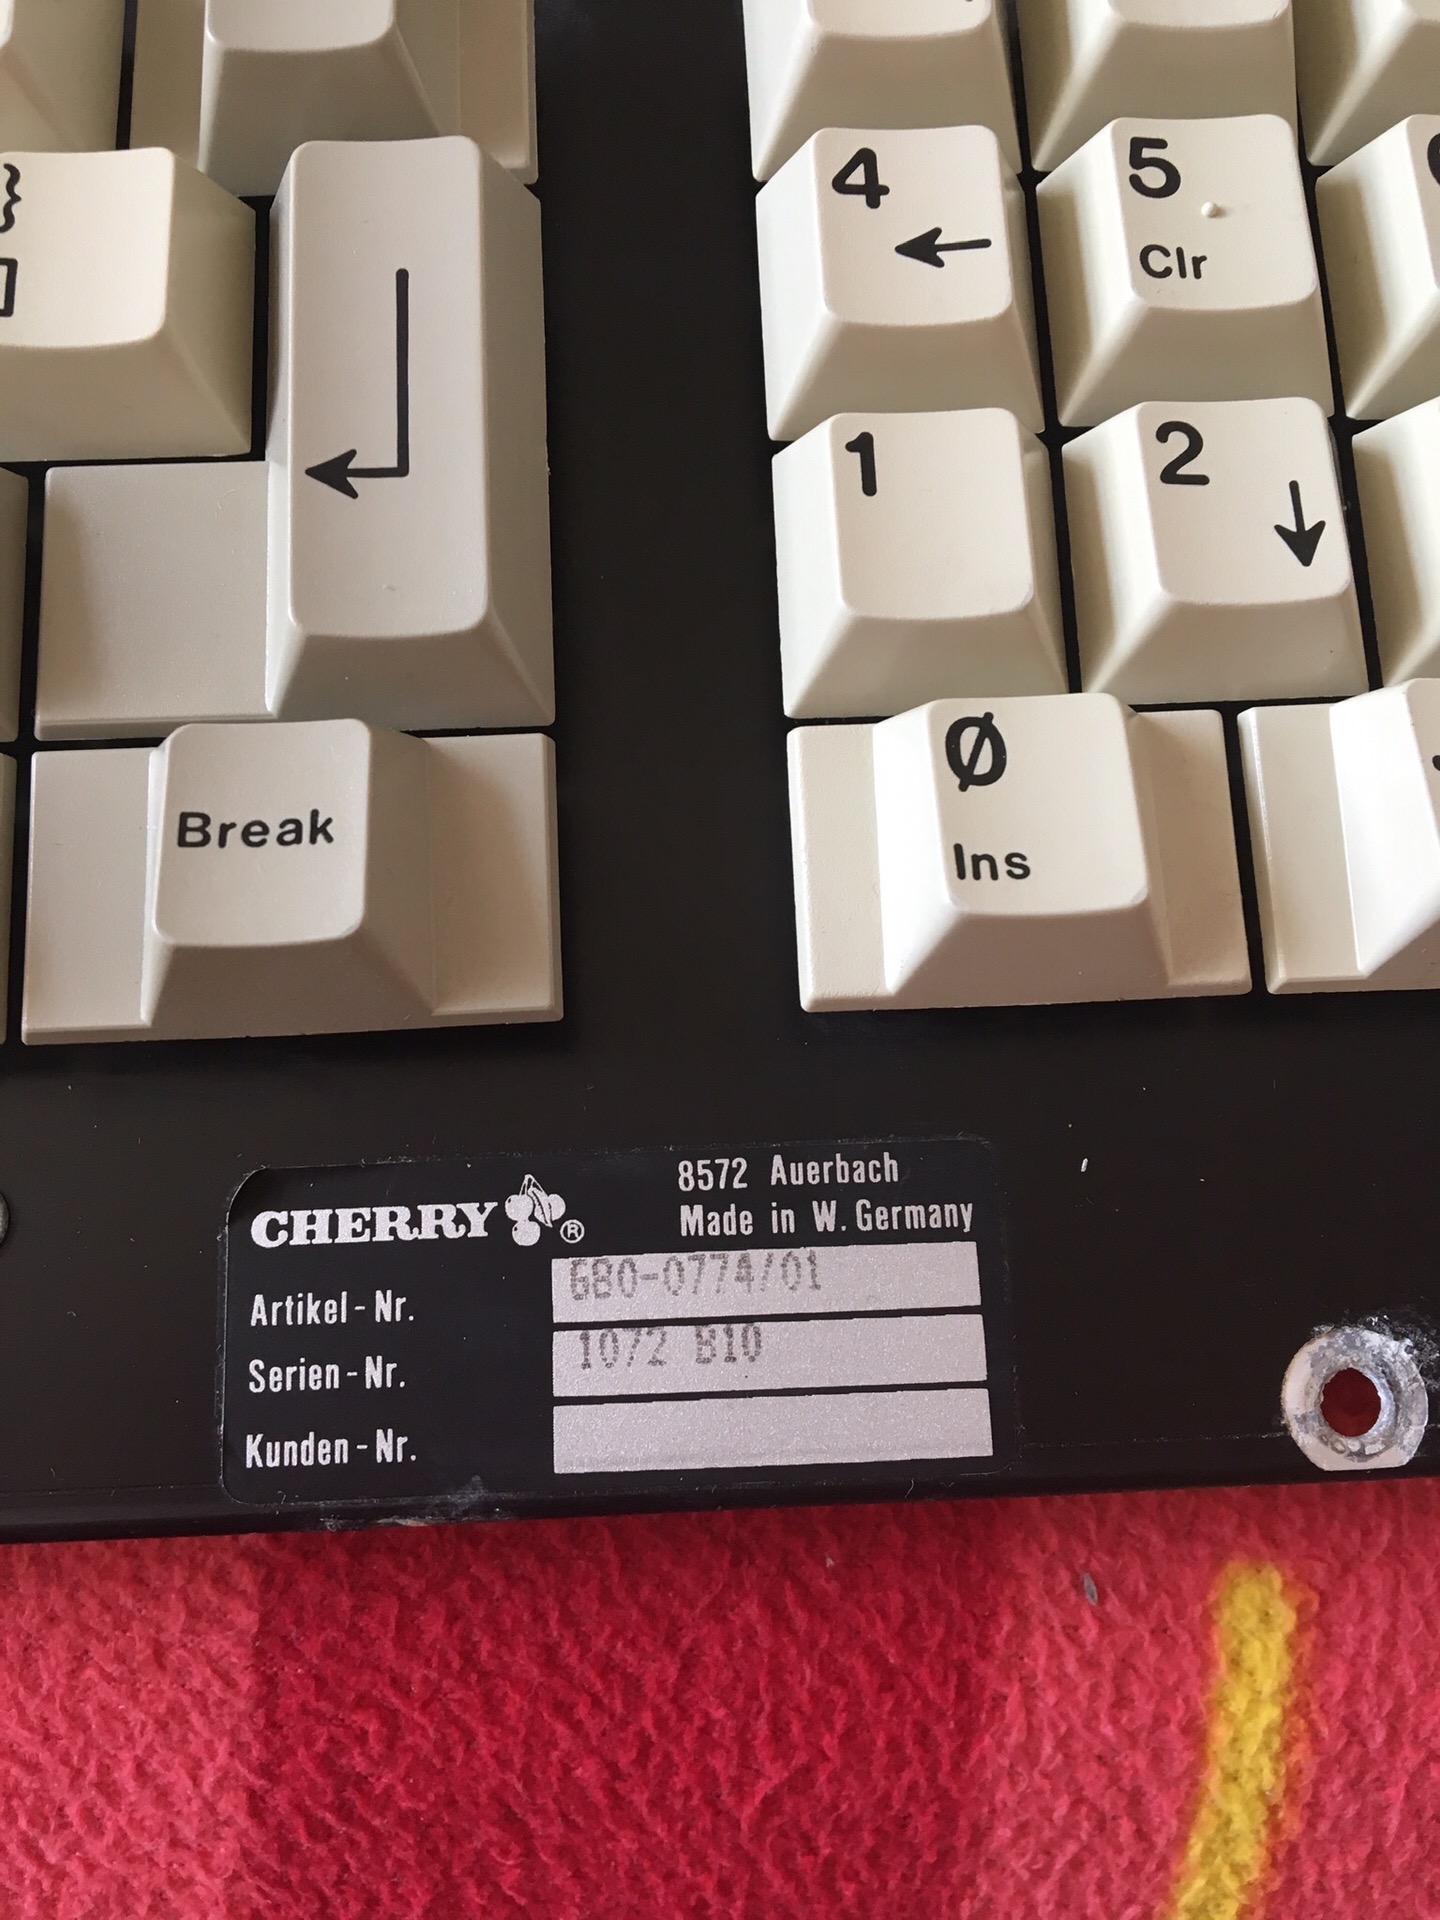 4
5
Clr
1
2
Break
Ø
Ins
CHERRY ®
8572 Auerbach
Made in W. Germany
Artikel-Nr. G80-0774/01
Serien-Nr. 1072 B10
Kunden-Nr.